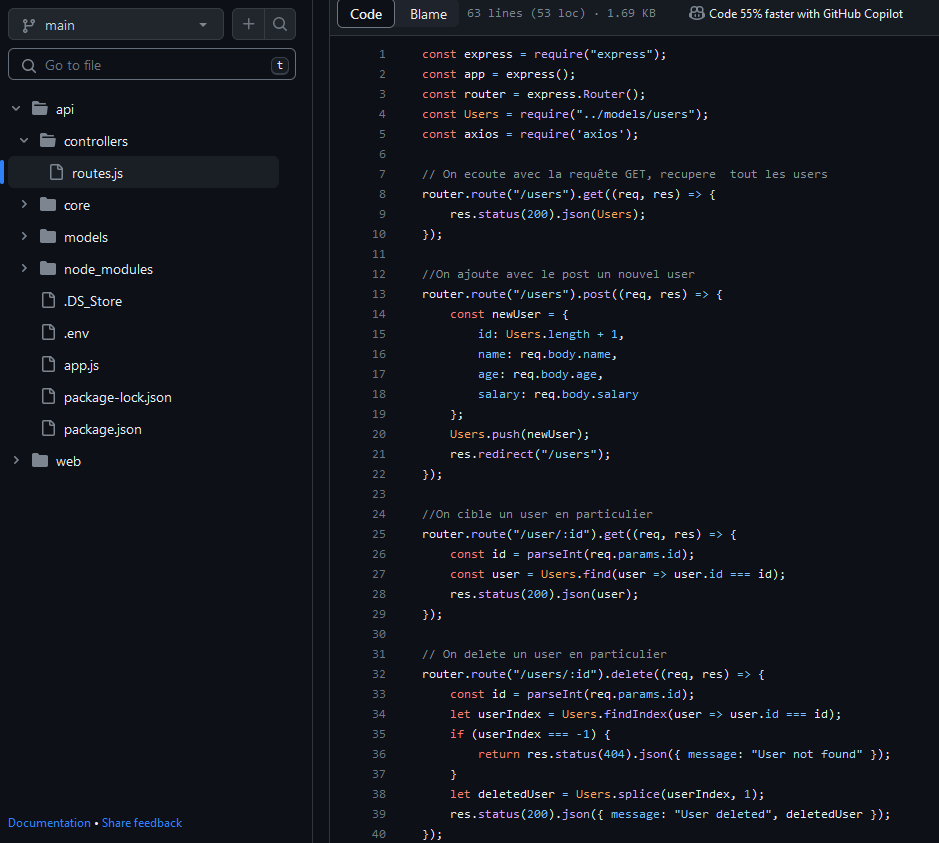 main
Go to file
t
api
controllers
routes.js
core
models
node_modules
.DS_Store
.env
app.js
package-lock.json
package.json
web
Documentation • Share feedback
Code Blame 63 lines (53 loc) · 1.69 KB Code 55% faster with GitHub Copilot
1 const express = require("express");
2 const app = express();
3 const router = express.Router();
4 const Users = require("../models/users");
5 const axios = require('axios');
6
7 // On ecoute avec la requête GET, recupere  tout les users
8 router.route("/users").get((req, res) => {
9     res.status(200).json(Users);
10 });
11
12 //On ajoute avec le post un nouvel user
13 router.route("/users").post((req, res) => {
14     const newUser = {
15         id: Users.length + 1,
16         name: req.body.name,
17         age: req.body.age,
18         salary: req.body.salary
19     };
20     Users.push(newUser);
21     res.redirect("/users");
22 });
23
24 //On cible un user en particulier
25 router.route("/user/:id").get((req, res) => {
26     const id = parseInt(req.params.id);
27     const user = Users.find(user => user.id === id);
28     res.status(200).json(user);
29 });
30
31 // On delete un user en particulier
32 router.route("/users/:id").delete((req, res) => {
33     const id = parseInt(req.params.id);
34     let userIndex = Users.findIndex(user => user.id === id);
35     if (userIndex === -1) {
36         return res.status(404).json({ message: "User not found" });
37     }
38     let deletedUser = Users.splice(userIndex, 1);
39     res.status(200).json({ message: "User deleted", deletedUser });
40 });